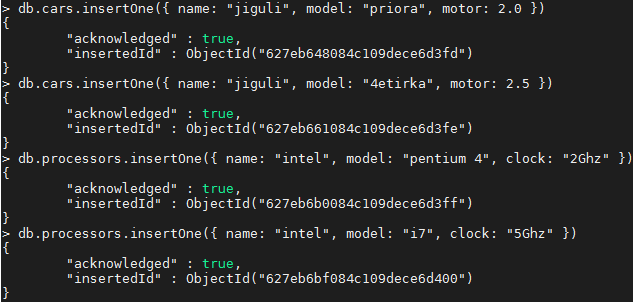 > db.cars.insertOne({ name: "jiguli", model: "priora", motor: 2.0 })
{
        "acknowledged" : true,
        "insertedId" : ObjectId("627eb648084c109dece6d3fd")
}
> db.cars.insertOne({ name: "jiguli", model: "4etirka", motor: 2.5 })
{
        "acknowledged" : true,
        "insertedId" : ObjectId("627eb661084c109dece6d3fe")
}
> db.processors.insertOne({ name: "intel", model: "pentium 4", clock: "2Ghz" })
{
        "acknowledged" : true,
        "insertedId" : ObjectId("627eb6b0084c109dece6d3ff")
}
> db.processors.insertOne({ name: "intel", model: "i7", clock: "5Ghz" })
{
        "acknowledged" : true,
        "insertedId" : ObjectId("627eb6bf084c109dece6d400")
}